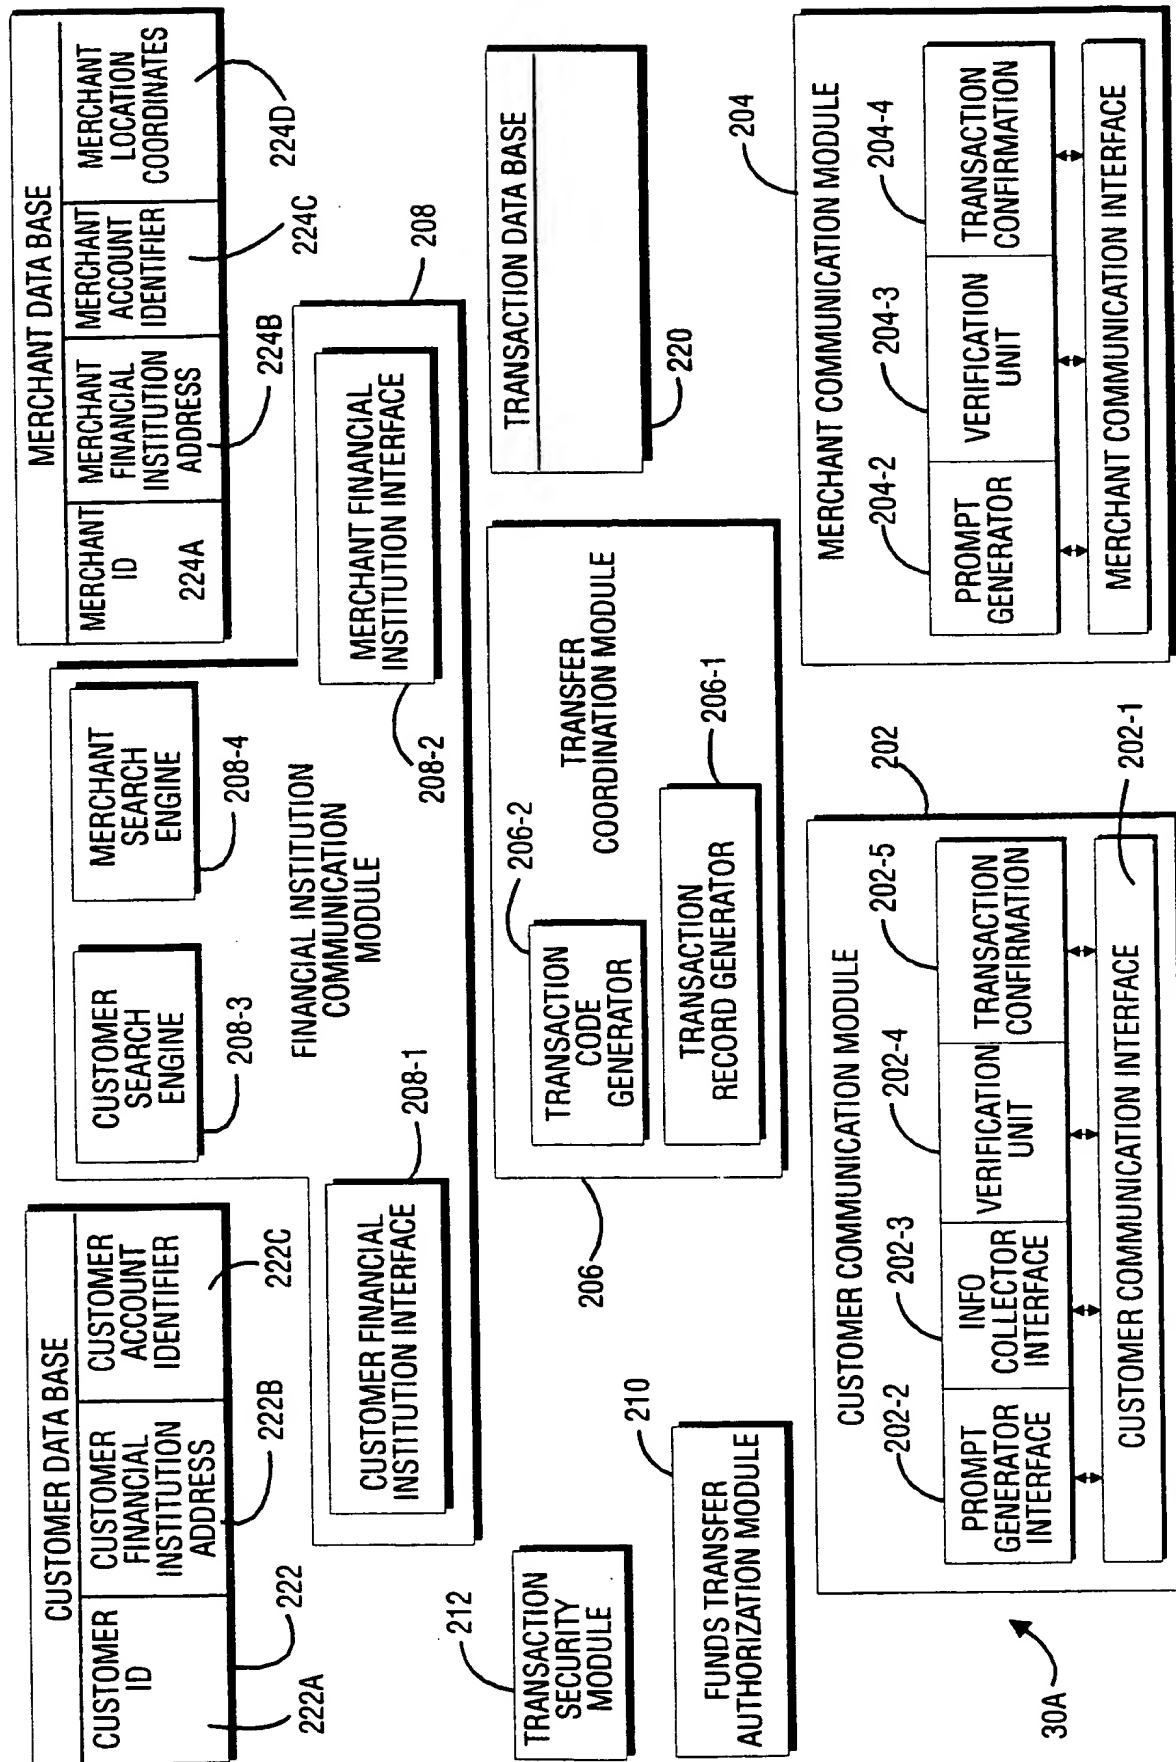 CUSTOMER DATA BASE
CUSTOMER
ID
222A
CUSTOMER
FINANCIAL
INSTITUTION
ADDRESS
222B
CUSTOMER
ACCOUNT
IDENTIFIER
222C
222
CUSTOMER
SEARCH
ENGINE
208-3
MERCHANT
SEARCH
ENGINE
208-4
MERCHANT DATA BASE
MERCHANT
ID
224A
MERCHANT
FINANCIAL
INSTITUTION
ADDRESS
224B
MERCHANT
ACCOUNT
IDENTIFIER
224C
MERCHANT
LOCATION
COORDINATES
224D
FINANCIAL INSTITUTION
COMMUNICATION
MODULE
208-1
CUSTOMER FINANCIAL
INSTITUTION INTERFACE
MERCHANT FINANCIAL
INSTITUTION INTERFACE
208-2
208
212
TRANSACTION
SECURITY
MODULE
206
206-2
TRANSACTION
CODE
GENERATOR
TRANSFER
COORDINATION MODULE
TRANSACTION
RECORD GENERATOR
206-1
TRANSACTION DATA BASE
220
210
FUNDS TRANSFER
AUTHORIZATION MODULE
202
CUSTOMER COMMUNICATION MODULE
202-2
202-3
202-4
202-5
PROMPT
GENERATOR
INTERFACE
INFO
COLLECTOR
INTERFACE
VERIFICATION
UNIT
TRANSACTION
CONFIRMATION
CUSTOMER COMMUNICATION INTERFACE
202-1
204
MERCHANT COMMUNICATION MODULE
204-2
204-3
204-4
PROMPT
GENERATOR
VERIFICATION
UNIT
TRANSACTION
CONFIRMATION
MERCHANT COMMUNICATION INTERFACE
30A